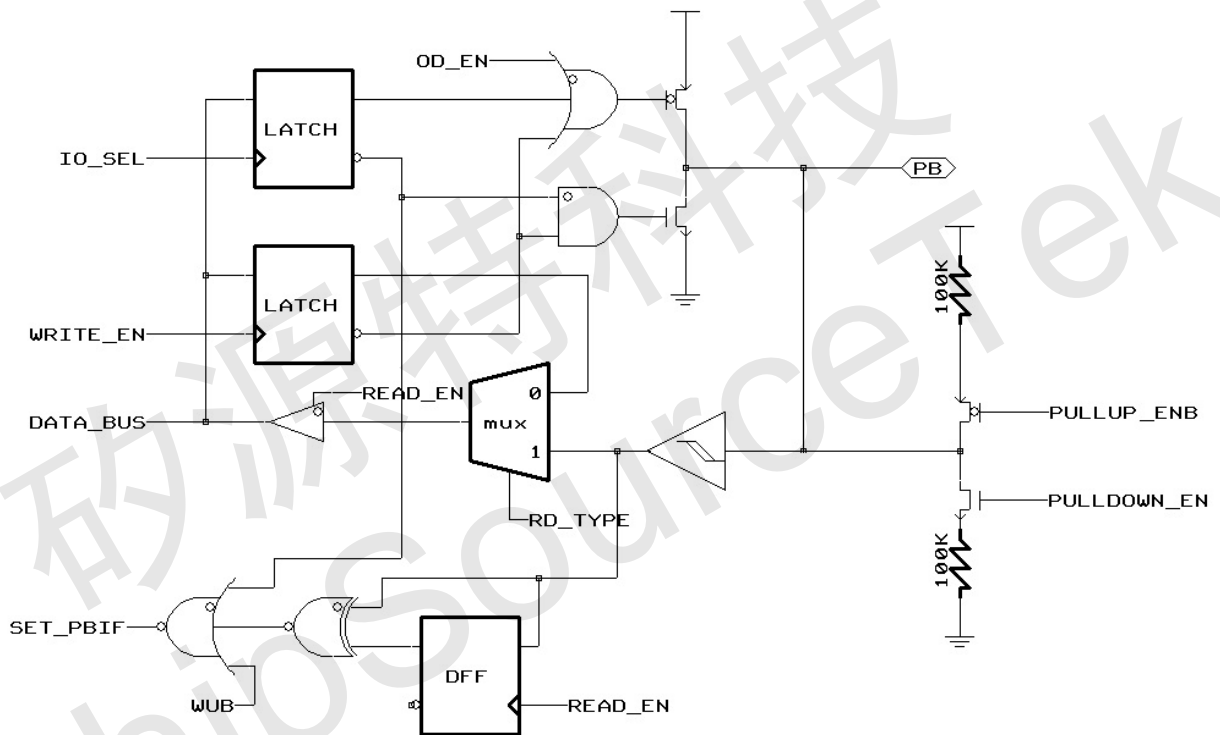 OD_EN
LATCH
IO_SEL
PB
LATCH
WRITE_EN
100K
READ_EN
0
DATA_BUS
mux
PULLUP_ENB
1
PULLDOWN_EN
RD_TYPE
100K
SET_PBIF
DFF
WUB
READ_EN
矽源特科技
ChipSourceTek